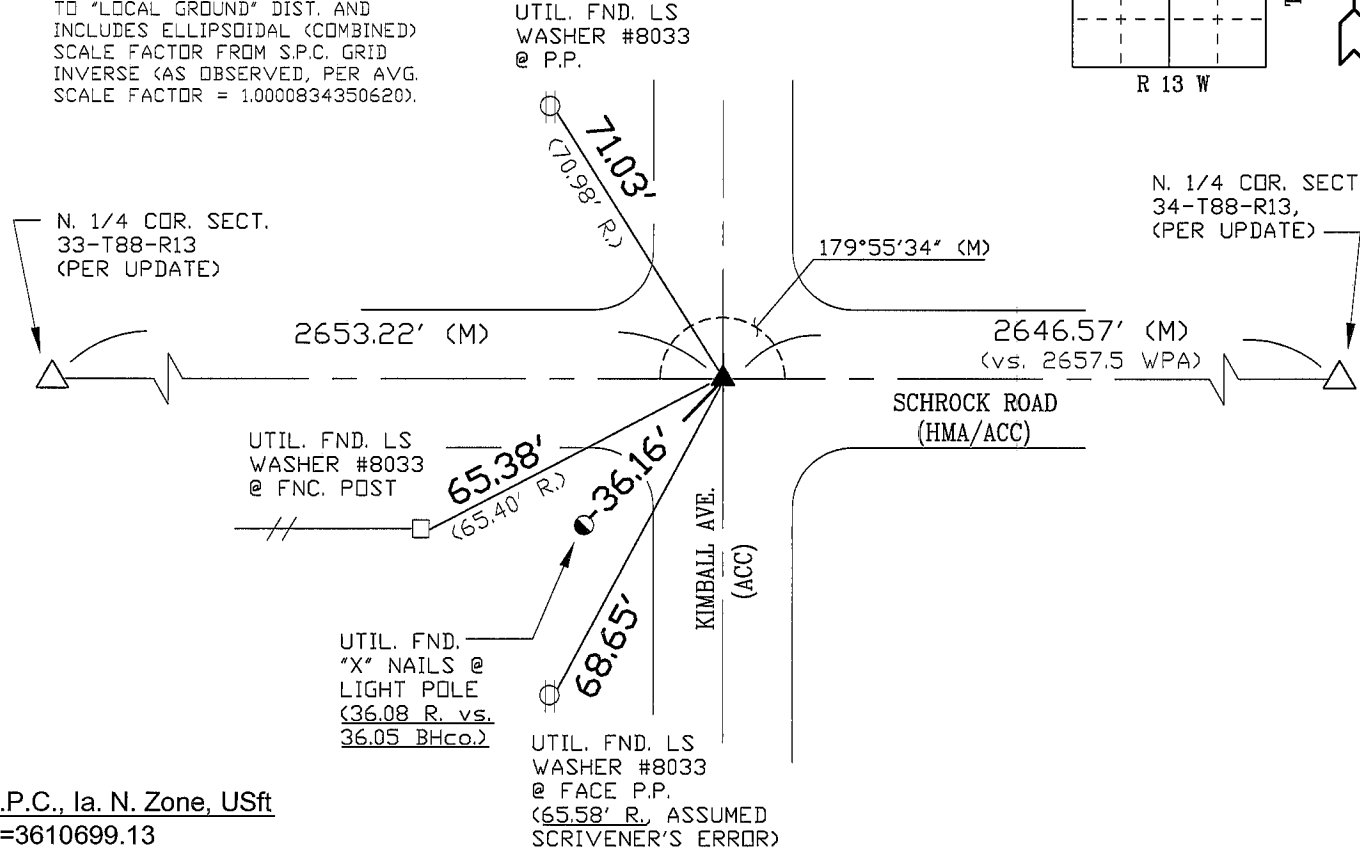 TO "LOCAL GROUND" DIST. AND
INCLUDES ELLIPSOIDAL (COMBINED)
SCALE FACTOR FROM S.P.C. GRID
INVERSE (AS OBSERVED, PER AVG.
SCALE FACTOR = 1.0000834350620).
UTIL. FND. LS
WASHER #8033
@ P.P.
R 13 W
71.03'
(70.98' R.)
N. 1/4 COR. SECT.
33-T88-R13
(PER UPDATE)
N. 1/4 COR. SECT
34-T88-R13,
(PER UPDATE)
179°55'34" (M)
2653.22' (M)
2646.57' (M)
(vs. 2657.5 WPA)
SCHROCK ROAD
(HMA/ACC)
UTIL. FND. LS
WASHER #8033
@ FNC. POST
65.38'
(65.40' R.)
36.16'
KIMBALL AVE.
(ACC)
68.65'
UTIL. FND.
"X" NAILS @
LIGHT POLE
(36.08 R. vs.
36.05 BHco.)
UTIL. FND. LS
WASHER #8033
@ FACE P.P.
(65.58' R., ASSUMED
SCRIVENER'S ERROR)
.P.C., Ia. N. Zone, USft
=3610699.13